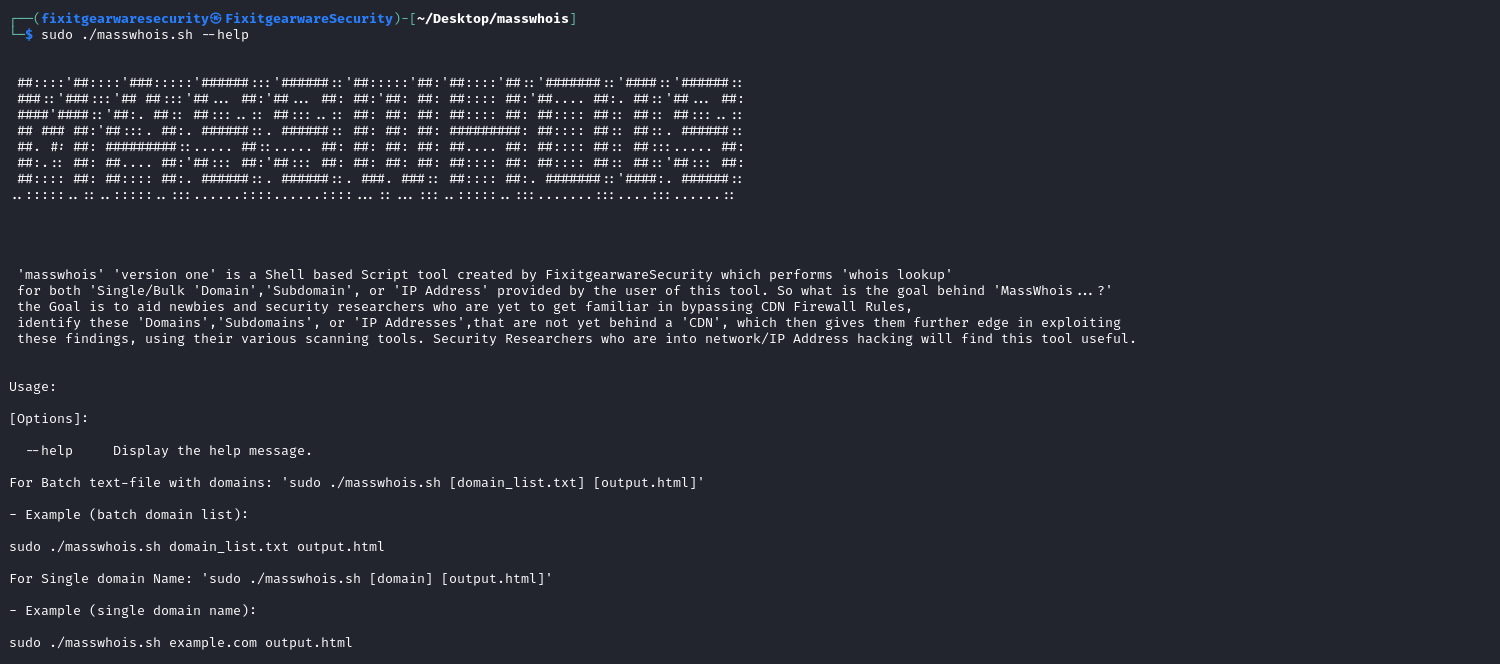 ┌──(fixitgearwaresecurity㉿FixitgearwareSecurity)-[~/Desktop/masswhois]
└─$ sudo ./masswhois.sh --help
##::::'##::::'###:::::'######:::'######::'##:::::'##:'##::::'##::'#######::'####::'######::
###::'###:::'## ##:::'##... ##:'##... ##: ##:'##: ##: ##:::: ##:'##.... ##:. ##::'##... ##:
####'####::'##:. ##:: ##:::..:: ##:::..:: ##: ##: ##: ##:::: ##: ##:::: ##:: ##:: ##:::..::
## ### ##:'##:::. ##:. ######::. ######:: ##: ##: ##: #########: ##:::: ##:: ##::. ######::
##. #: ##: #########::..... ##::..... ##: ##: ##: ##: ##.... ##: ##:::: ##:: ##:::..... ##:
##:.:: ##: ##.... ##:'##::: ##:'##::: ##: ##: ##: ##: ##:::: ##: ##:::: ##:: ##::'##::: ##:
##:::: ##: ##:::: ##:. ######::. ######::. ###. ###:: ##:::: ##:. #######::'####:. ######::
..:::::..::..:::::..:::......::::......::::...::...:::..:::::..:::.......:::....:::......::
'masswhois' 'version one' is a Shell based Script tool created by FixitgearwareSecurity which performs 'whois lookup'
for both 'Single/Bulk 'Domain','Subdomain', or 'IP Address' provided by the user of this tool. So what is the goal behind 'MassWhois...?'
the Goal is to aid newbies and security researchers who are yet to get familiar in bypassing CDN Firewall Rules,
identify these 'Domains','Subdomains', or 'IP Addresses',that are not yet behind a 'CDN', which then gives them further edge in exploiting
these findings, using their various scanning tools. Security Researchers who are into network/IP Address hacking will find this tool useful.
Usage:
[Options]:
--help     Display the help message.
For Batch text-file with domains: 'sudo ./masswhois.sh [domain_list.txt] [output.html]'
- Example (batch domain list):
sudo ./masswhois.sh domain_list.txt output.html
For Single domain Name: 'sudo ./masswhois.sh [domain] [output.html]'
- Example (single domain name):
sudo ./masswhois.sh example.com output.html